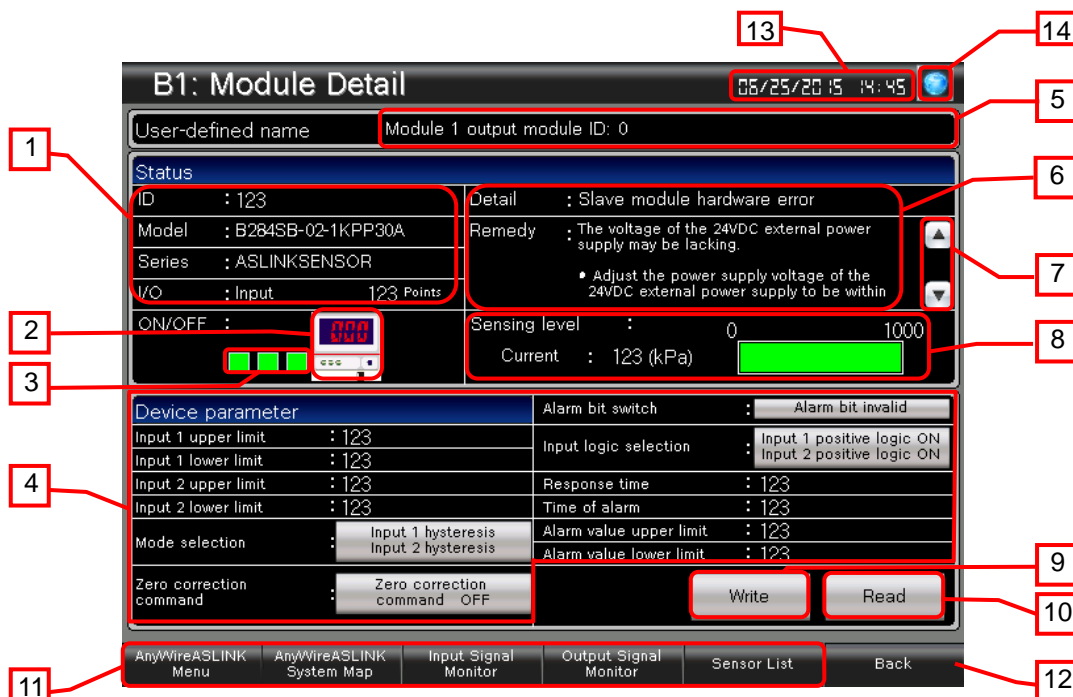 13
14
B1: Module Detail
06/25/2015 14:45
5
User-defined name
Module 1 output module ID: 0
1
Status
6
ID : 123
Detail : Slave module hardware error
Model : B284SB-02-1KPP30A
Remedy : The voltage of the 24VDC external power
supply may be lacking.
Series : ASLINKSENSOR
• Adjust the power supply voltage of the
24VDC external power supply to be within
7
I/O : Input 123 Points
2
ON/OFF :
000
Sensing level :
0 1000
Current : 123 (kPa)
8
3
Device parameter
Alarm bit switch : Alarm bit invalid
Input 1 upper limit : 123
Input logic selection : Input 1 positive logic ON
Input 2 positive logic ON
Input 1 lower limit : 123
4
Input 2 upper limit : 123
Response time : 123
Input 2 lower limit : 123
Time of alarm : 123
Mode selection : Input 1 hysteresis
Input 2 hysteresis
Alarm value upper limit : 123
Alarm value lower limit : 123
9
Zero correction
command : Zero correction
command OFF
Write
Read
10
AnyWireASLINK
Menu
AnyWireASLINK
System Map
Input Signal
Monitor
Output Signal
Monitor
Sensor List
Back
11
12